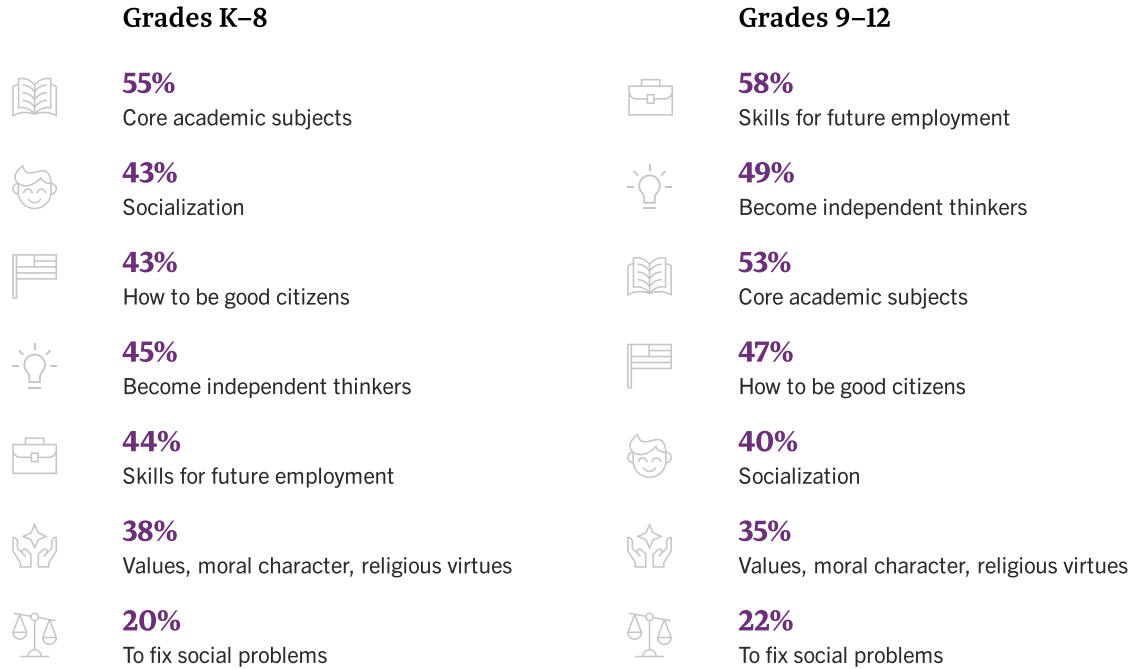 Grades K–8
55%
Core academic subjects
43%
Socialization
43%
How to be good citizens
45%
Become independent thinkers
44%
Skills for future employment
38%
Values, moral character, religious virtues
20%
To fix social problems
Grades 9–12
58%
Skills for future employment
49%
Become independent thinkers
53%
Core academic subjects
47%
How to be good citizens
40%
Socialization
35%
Values, moral character, religious virtues
22%
To fix social problems